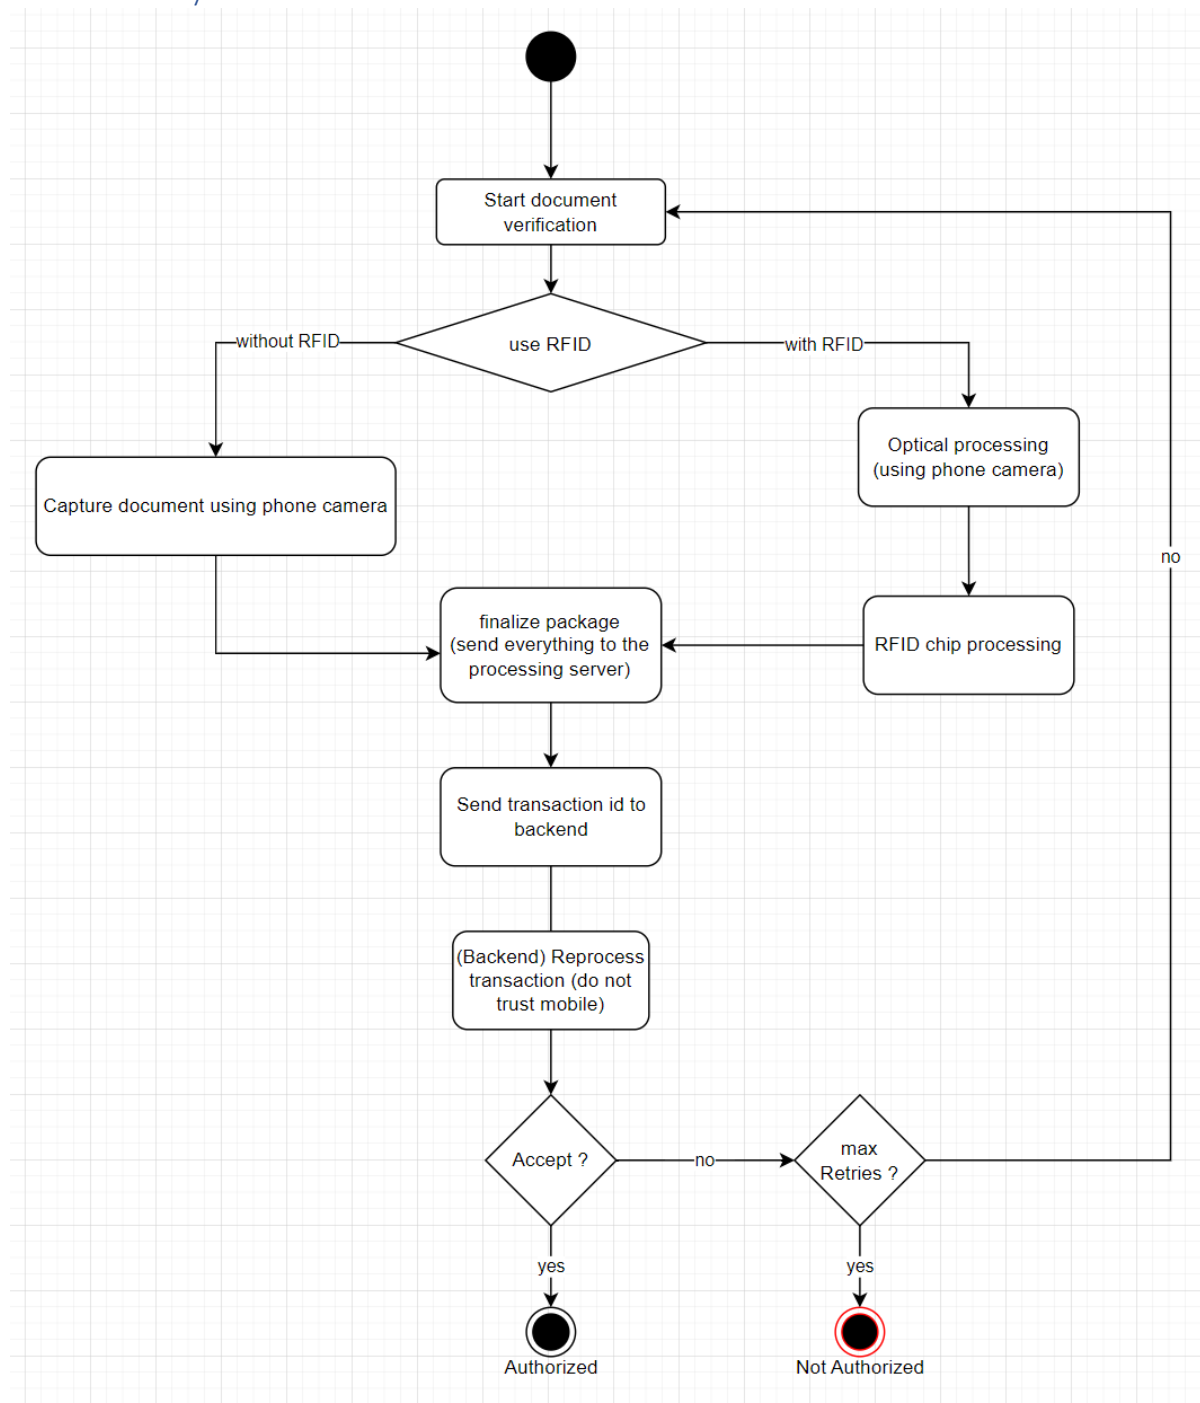 Start document
verification
use RFID
without RFID
with RFID
Optical processing
(using phone camera)
Capture document using phone camera
no
finalize package
(send everything to the
processing server)
RFID chip processing
Send transaction id to
backend
(Backend) Reprocess
transaction (do not
trust mobile)
Accept ?
no
max
Retries ?
yes
yes
Authorized
Not Authorized